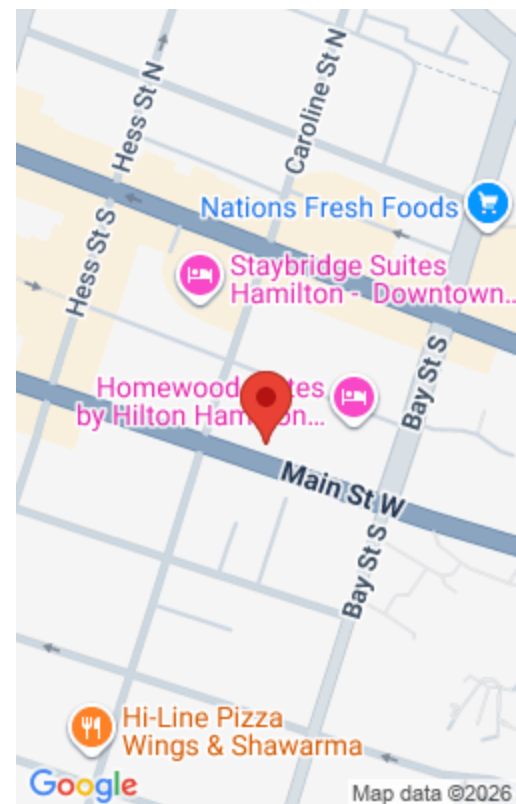 Hess St N
Caroline St N
Nations Fresh Foods
Hess St S
Staybridge Suites
Hamilton - Downtown...
Bay St S
Homewood
tes
by Hilton Ham
on...
Main St W
Bay St S
Hi-Line Pizza
Wings & Shawarma
Google
Map data ©2026